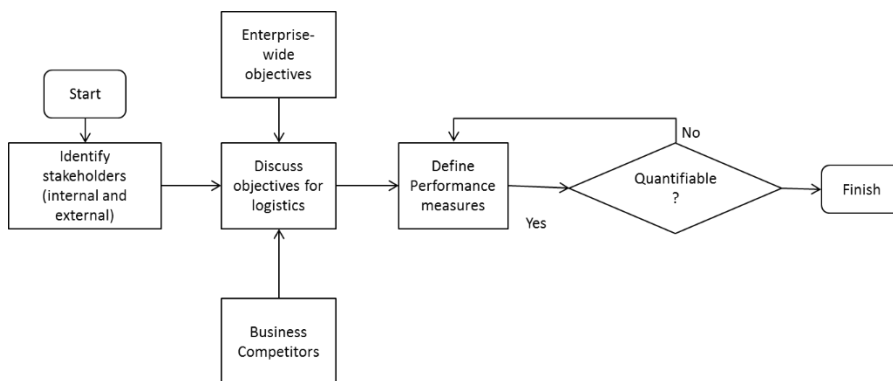 Enterprise-
wide
objectives
Start
Identify
stakeholders
(internal and
external)
Discuss
objectives for
logistics
Define
Performance
measures
No
Quantifiable
?
Yes
Finish
Business
Competitors